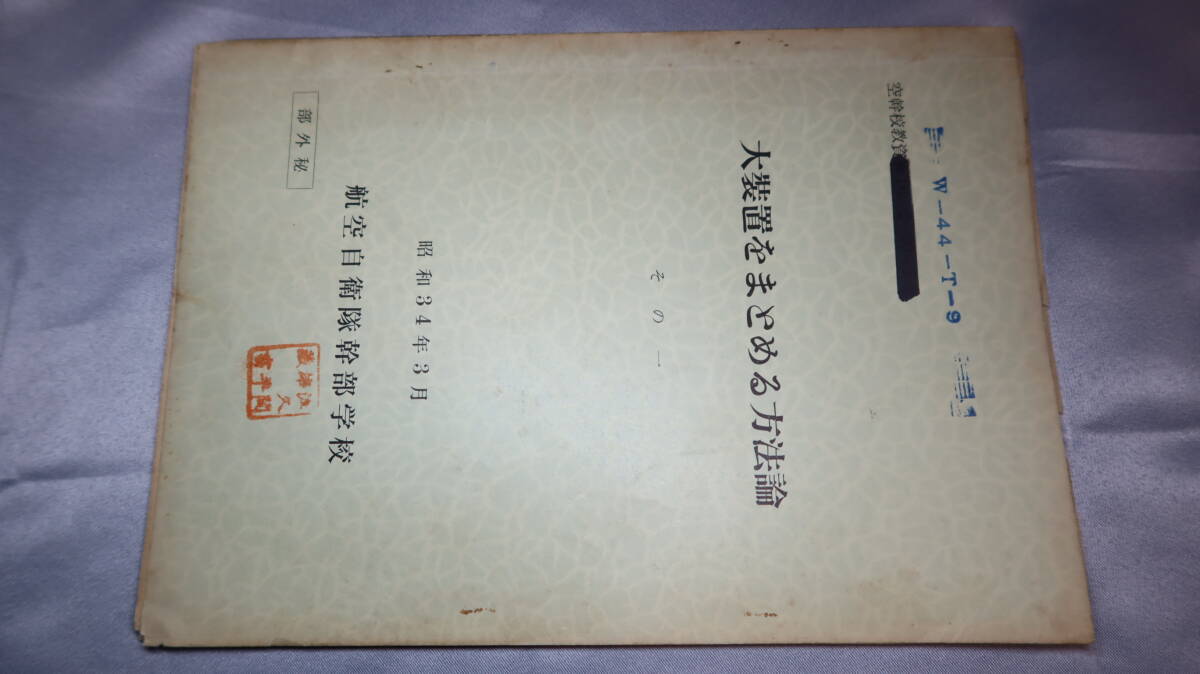 W-44-T-9
空幹校教資
大装置をまとめる方法論
その一
昭和34年3月
航空自衛隊幹部学校
部外秘